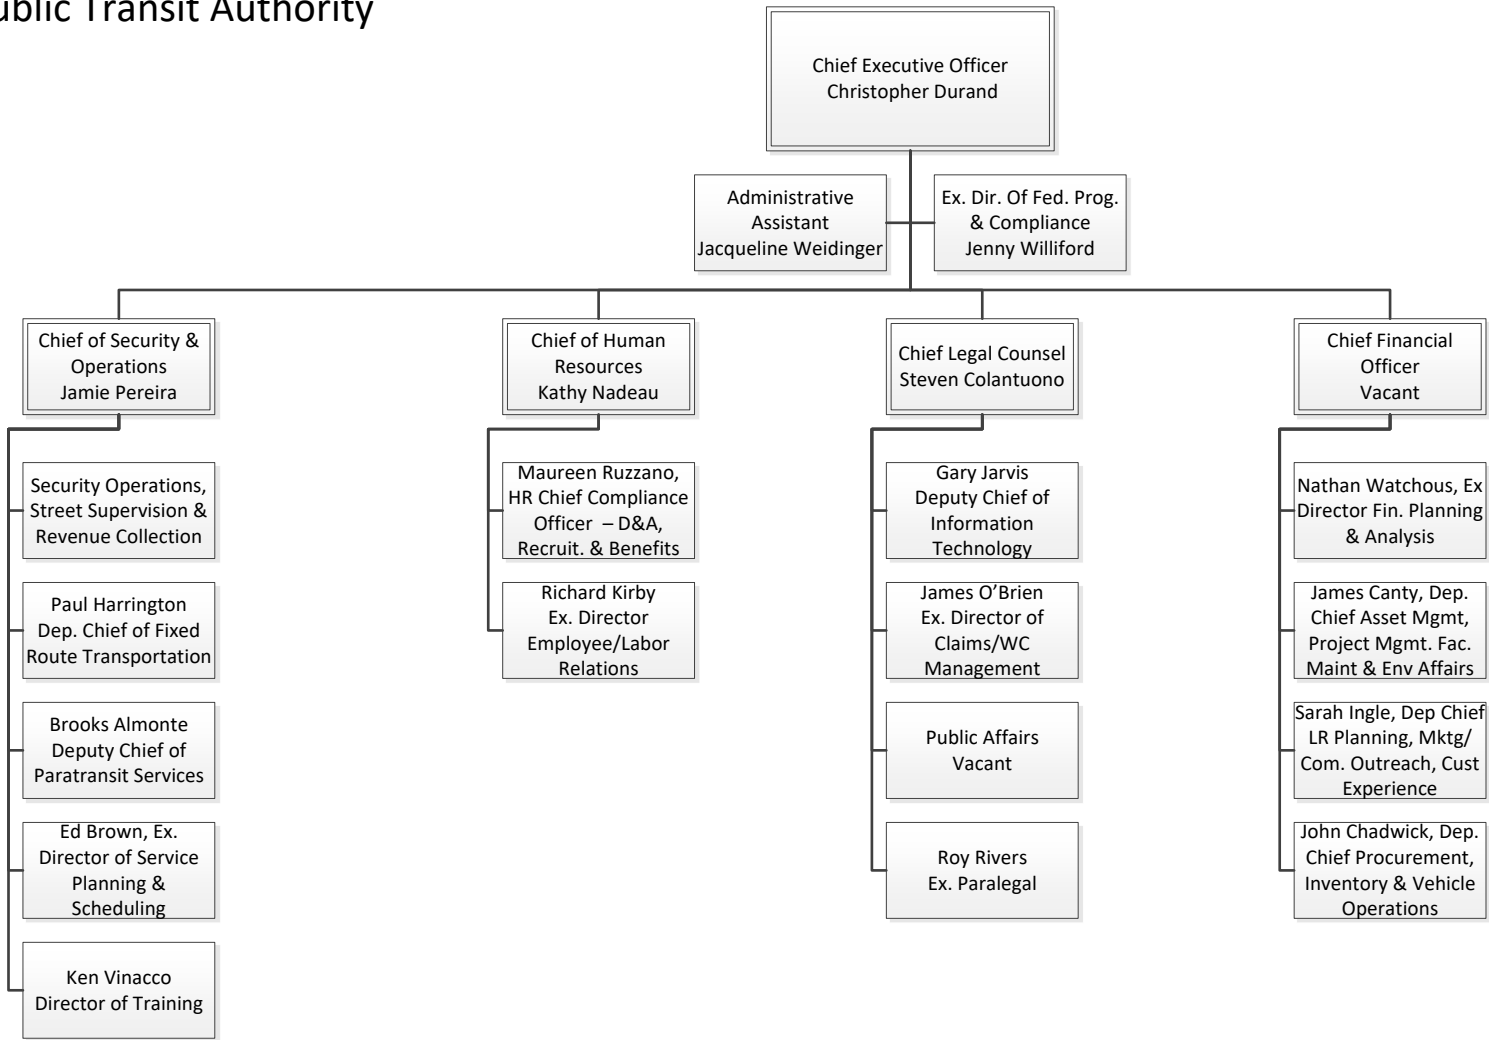 Public Transit Authority
Chief Executive Officer
Christopher Durand
Administrative
Assistant
Jacqueline Weidinger
Ex. Dir. Of Fed. Prog.
& Compliance
Jenny Williford
Chief of Security &
Operations
Jamie Pereira
Chief of Human
Resources
Kathy Nadeau
Chief Legal Counsel
Steven Colantuono
Chief Financial
Officer
Vacant
Security Operations,
Street Supervision &
Revenue Collection
Paul Harrington
Dep. Chief of Fixed
Route Transportation
Brooks Almonte
Deputy Chief of
Paratransit Services
Ed Brown, Ex.
Director of Service
Planning &
Scheduling
Ken Vinacco
Director of Training
Maureen Ruzzano,
HR Chief Compliance
Officer – D&A,
Recruit. & Benefits
Richard Kirby
Ex. Director
Employee/Labor
Relations
Gary Jarvis
Deputy Chief of
Information
Technology
James O’Brien
Ex. Director of
Claims/WC
Management
Public Affairs
Vacant
Roy Rivers
Ex. Paralegal
Nathan Watchous, Ex
Director Fin. Planning
& Analysis
James Canty, Dep.
Chief Asset Mgmt,
Project Mgmt. Fac.
Maint & Env Affairs
Sarah Ingle, Dep Chief
LR Planning, Mktg/
Com. Outreach, Cust
Experience
John Chadwick, Dep.
Chief Procurement,
Inventory & Vehicle
Operations